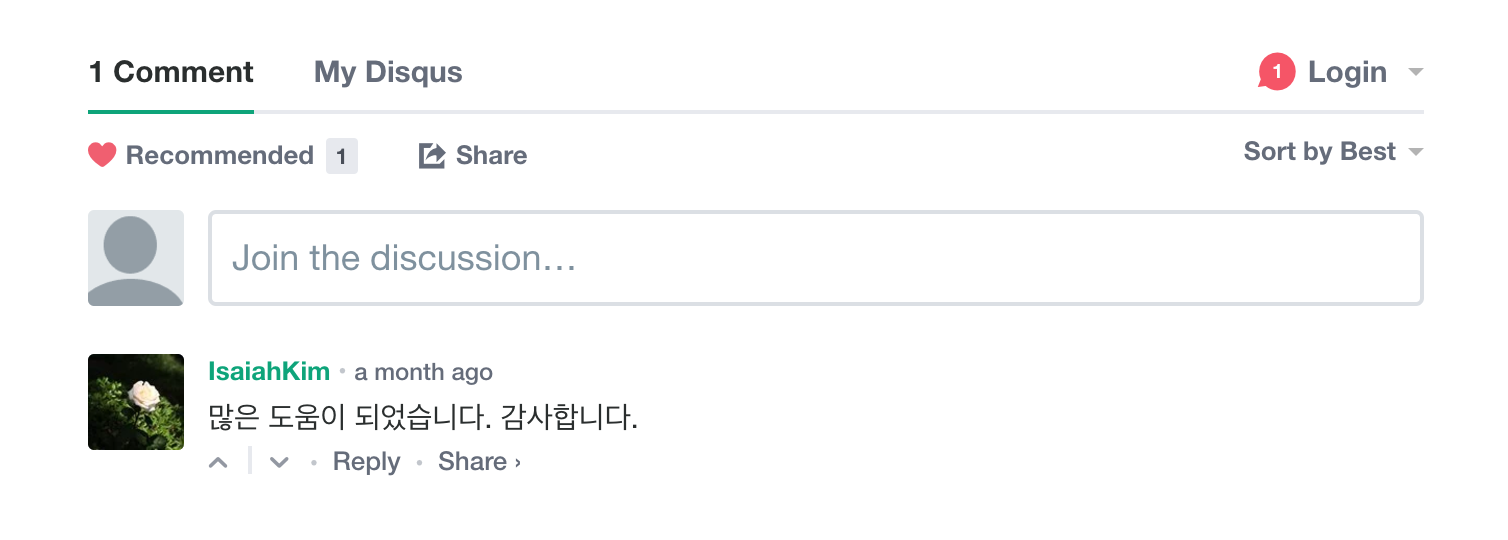 1 Comment My Disqus 1 Login
Recommended 1 Share Sort by Best
Join the discussion…
IsaiahKim • a month ago
많은 도움이 되었습니다. 감사합니다.
• Reply • Share ›